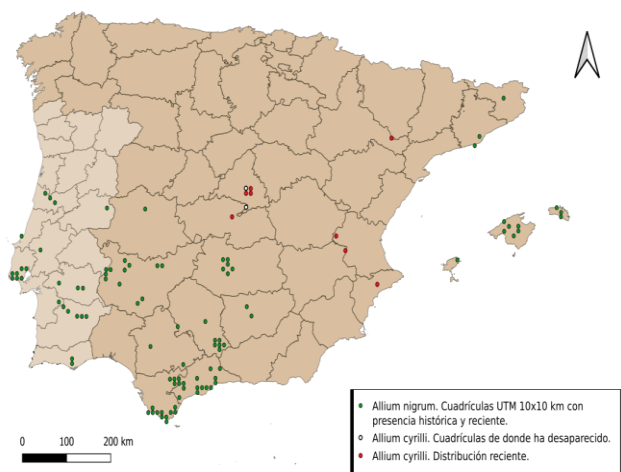 Allium nigrum. Cuadrículas UTM 10x10 km con
presencia histórica y reciente.
Allium cyrilli. Cuadrículas de donde ha desaparecido.
Allium cyrilli. Distribución reciente.
0 100 200 km